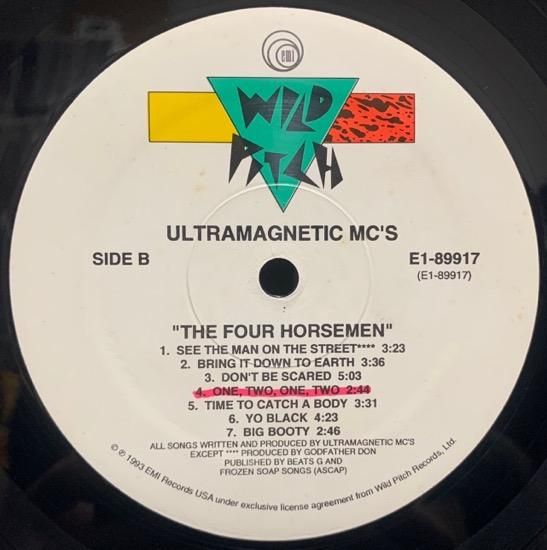 emi
WILD
PITCH
ULTRAMAGNETIC MC'S
SIDE B
E1-89917
(E1-89917)
"THE FOUR HORSEMEN"
1. SEE THE MAN ON THE STREET**** 3:23
2. BRING IT DOWN TO EARTH 3:36
3. DON'T BE SCARED 5:03
4. ONE, TWO, ONE, TWO 2:44
5. TIME TO CATCH A BODY 3:31
6. YO BLACK 4:23
7. BIG BOOTY 2:46
ALL SONGS WRITTEN AND PRODUCED BY ULTRAMAGNETIC MC'S
EXCEPT **** PRODUCED BY GODFATHER DON
PUBLISHED BY BEATS G AND
FROZEN SOAP SONGS (ASCAP)
© ℗ 1993 EMI Records USA under exclusive license agreement from Wild Pitch Records, Ltd.